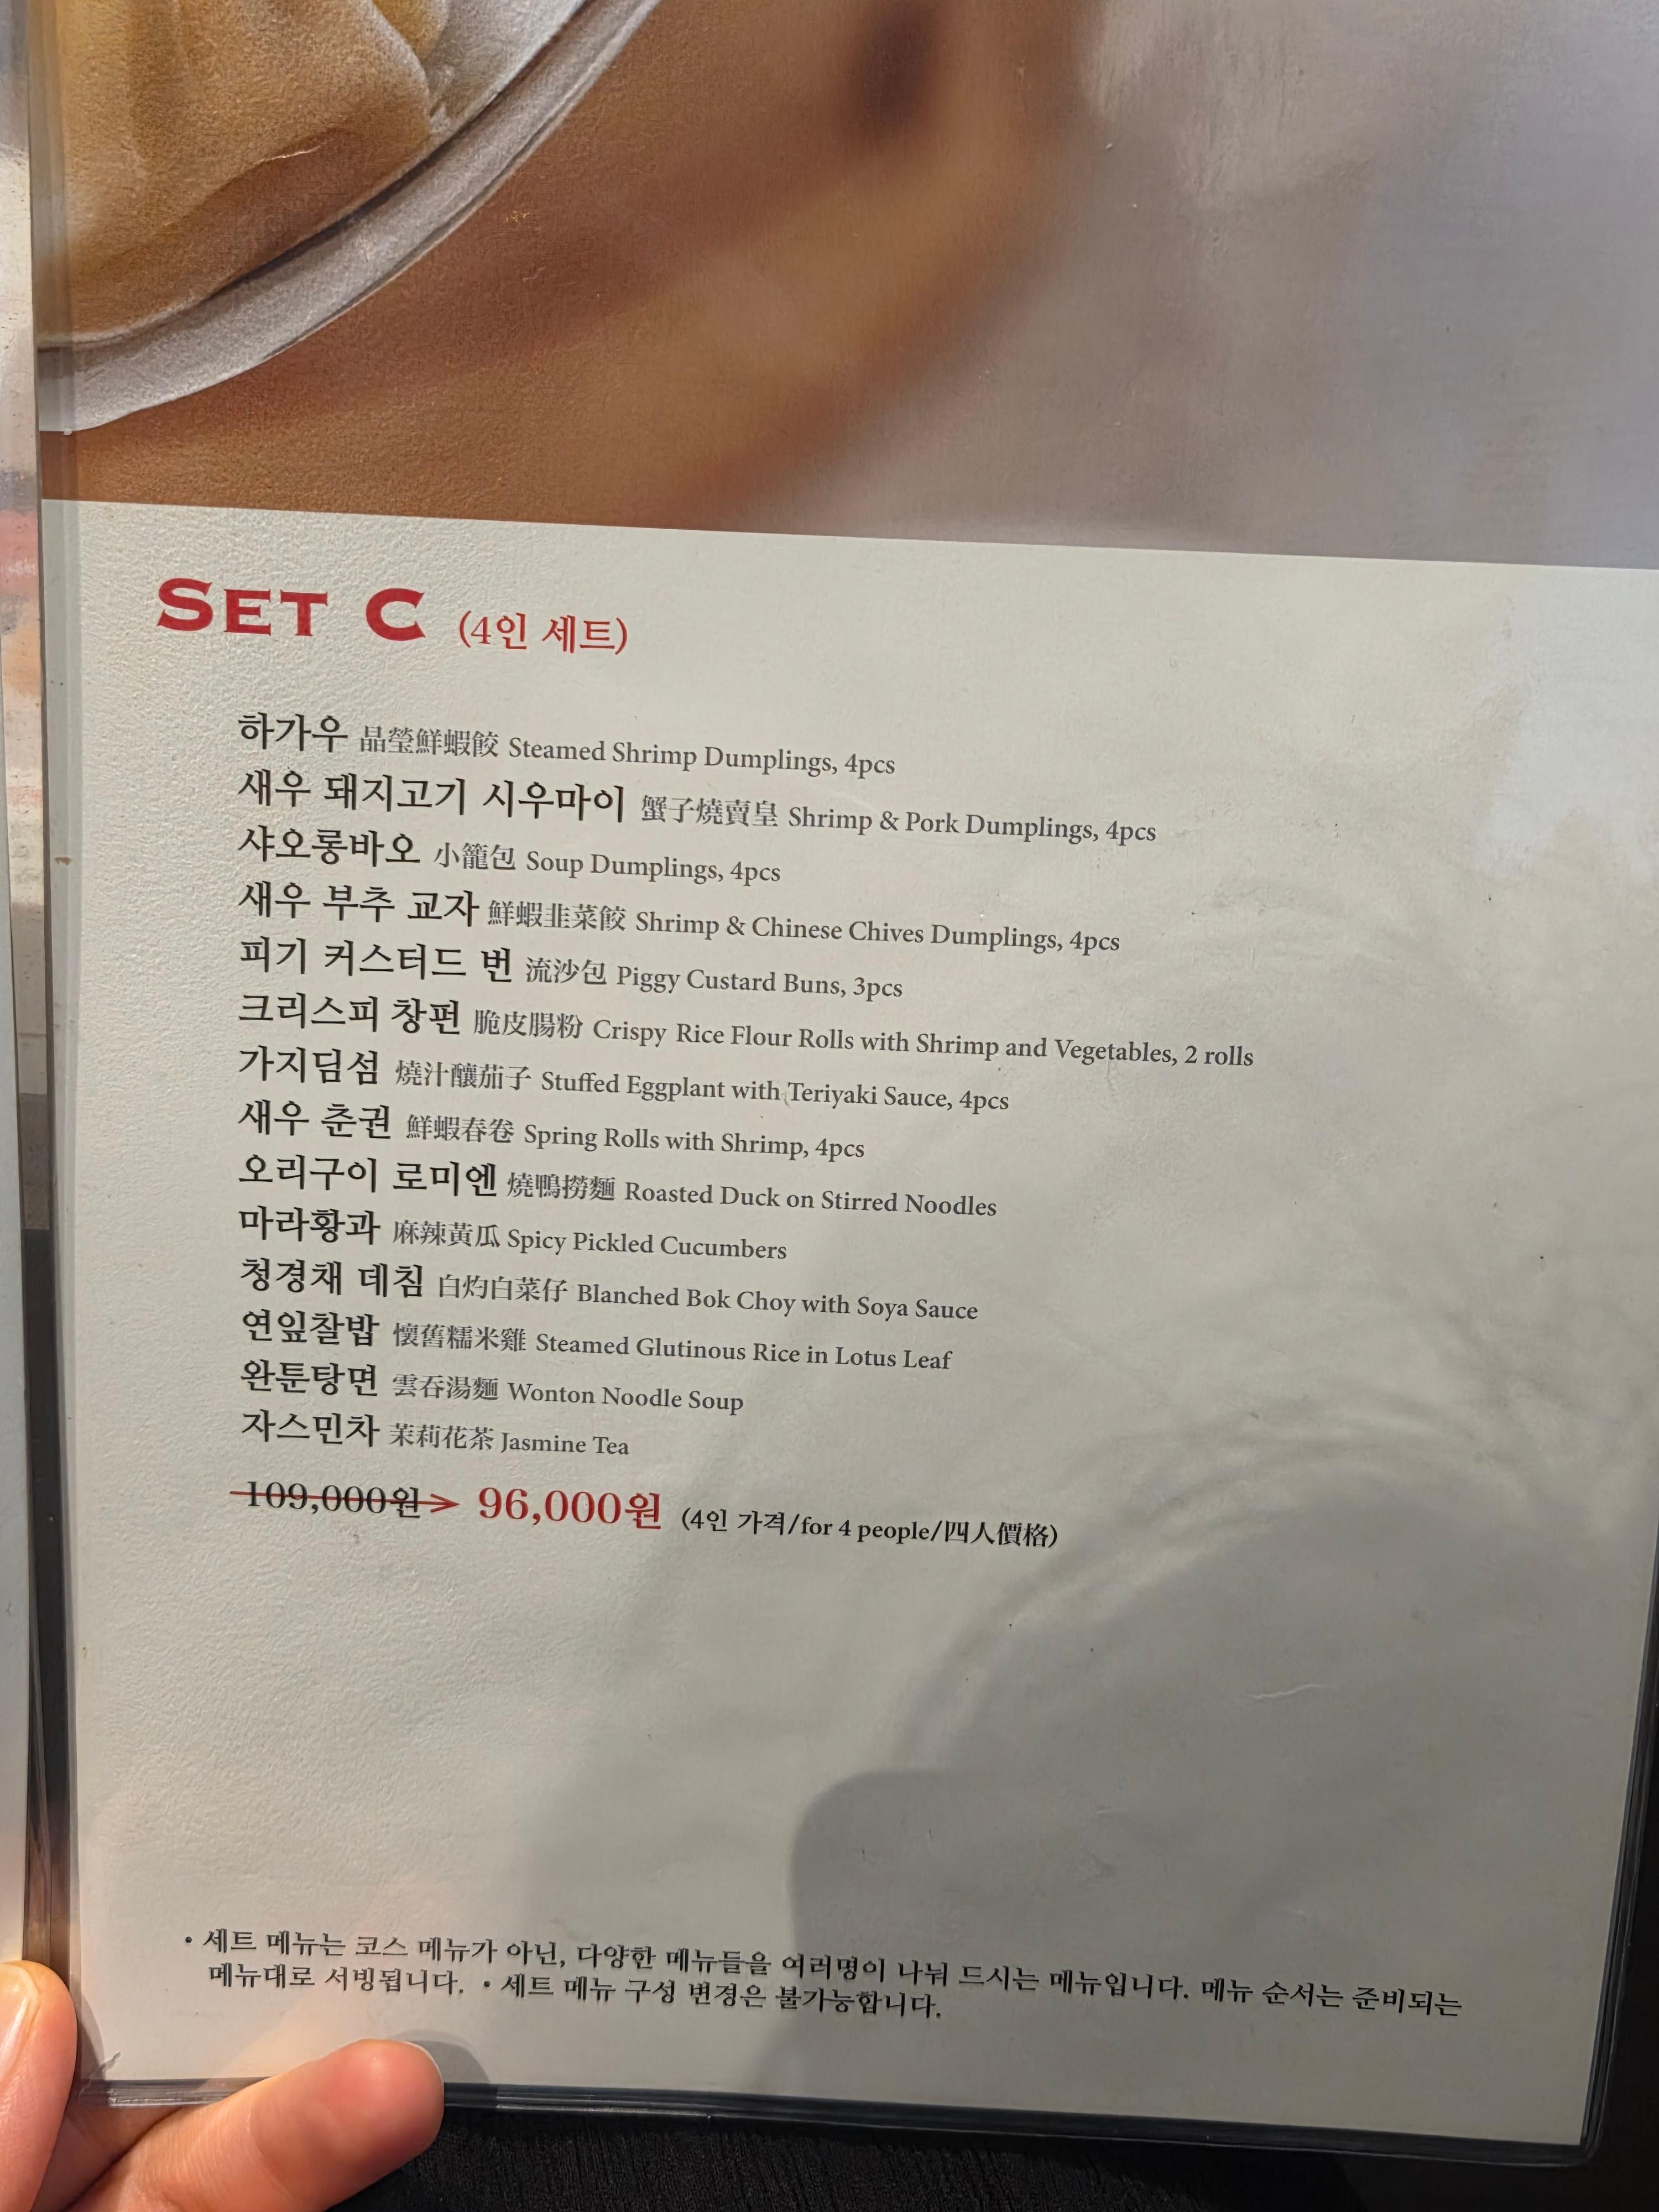 SET C (4인 세트)
하가우 晶瑩鮮蝦餃 Steamed Shrimp Dumplings, 4pcs
새우 돼지고기 시우마이 蟹子燒賣皇 Shrimp & Pork Dumplings, 4pcs
샤오롱바오 小籠包 Soup Dumplings, 4pcs
새우 부추 교자 鮮蝦韭菜餃 Shrimp & Chinese Chives Dumplings, 4pcs
피기 커스터드 번 流沙包 Piggy Custard Buns, 3pcs
크리스피 창펀 脆皮腸粉 Crispy Rice Flour Rolls with Shrimp and Vegetables, 2 rolls
가지딤섬 燒汁釀茄子 Stuffed Eggplant with Teriyaki Sauce, 4pcs
새우 춘권 鮮蝦春卷 Spring Rolls with Shrimp, 4pcs
오리구이 로미엔 燒鴨撈麵 Roasted Duck on Stirred Noodles
마라황과 麻辣黃瓜 Spicy Pickled Cucumbers
청경채 데침 白灼白菜仔 Blanched Bok Choy with Soya Sauce
연잎찰밥 懷舊糯米雞 Steamed Glutinous Rice in Lotus Leaf
완툰탕면 雲吞湯麵 Wonton Noodle Soup
자스민차 茉莉花茶 Jasmine Tea
109,000원 96,000원 (4인 가격/for 4 people/四人價格)
• 세트 메뉴는 코스 메뉴가 아닌, 다양한 메뉴들을 여러명이 나눠 드시는 메뉴입니다. 메뉴 순서는 준비되는
메뉴대로 서빙됩니다. • 세트 메뉴 구성 변경은 불가능합니다.